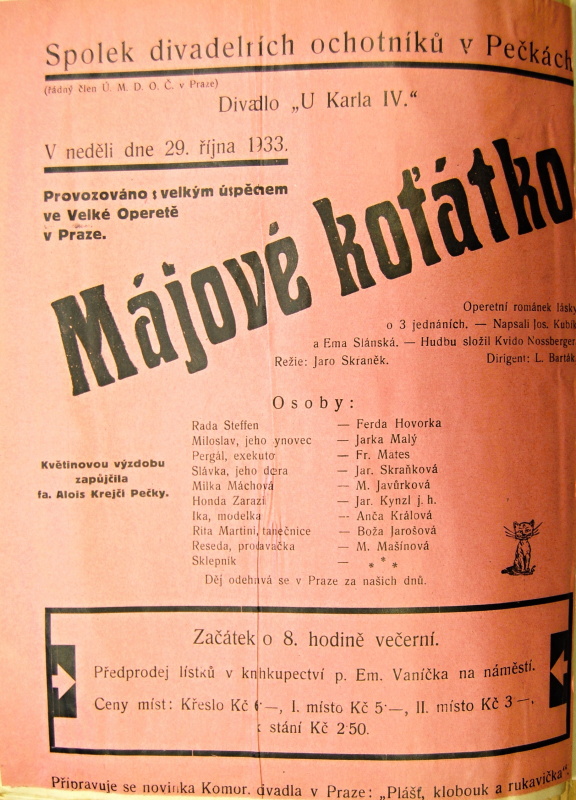 Spolek divadelních ochotníků v Pečkách
(řádný člen Ú. M. D. O. Č. v Praze)
Divadlo „U Karla IV.“
V neděli dne 29. října 1933.
Provozováno s velkým úspěchem
ve Velké Operetě
v Praze.
Májové koťátko
Operetní románek lásky
o 3 jednáních. — Napsali Jos. Kubík
a Ema Slánská. — Hudbu složil Kvido Nossberger.
Režie: Jaro Skraněk. Dirigent: L. Barták.
Osoby:
Rada Steffen — Ferda Hovorka
Miloslav, jeho synovec — Jarka Malý
Pergál, exekutor — Fr. Mates
Slávka, jeho dcera — Jar. Skraňková
Milka Máchová — M. Javůrková
Honda Zarazil — Jar. Kynzl j. h.
Ika, modelka — Anča Králová
Rita Martini, tanečnice — Boža Jarošová
Reseda, prodavačka — M. Mašínová
Sklepník — * * *
Děj odehrává se v Praze za našich dnů.
Květinovou výzdobu
zapůjčila
fa. Alois Krejčí Pečky.
Začátek o 8. hodině večerní.
Předprodej lístků v knihkupectví p. Em. Vaníčka na náměstí.
Ceny míst: Křeslo Kč 6·—, I. místo Kč 5·—, II. místo Kč 3·—,
k stání Kč 2·50.
Připravuje se novinka Komor. divadla v Praze: „Plášť, klobouk a rukavička“.